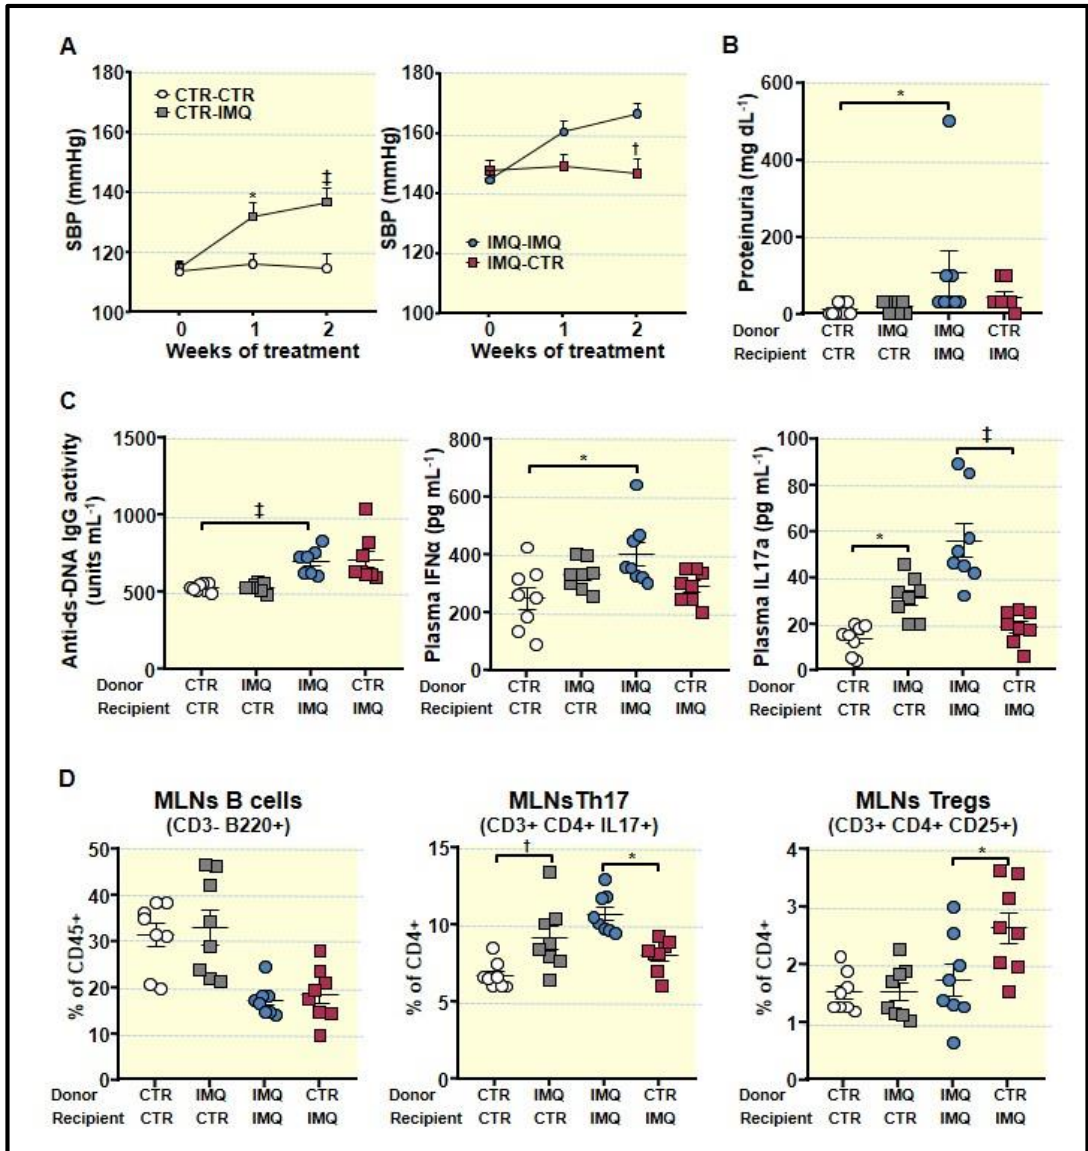 A
180
160
140
120
100
SBP (mmHg)
CTR-CTR
CTR-IMQ
*
‡
0 1 2
Weeks of treatment
180
160
140
120
100
SBP (mmHg)
†
IMQ-IMQ
IMQ-CTR
0 1 2
Weeks of treatment
B
600
400
200
0
Proteinuria (mg dL-1)
*
Donor CTR IMQ IMQ CTR
Recipient CTR CTR IMQ IMQ
C
1500
1000
500
0
Anti-ds-DNA IgG activity
(units mL-1)
‡
Donor CTR IMQ IMQ CTR
Recipient CTR CTR IMQ IMQ
800
600
400
200
0
Plasma IFNα (pg mL-1)
*
Donor CTR IMQ IMQ CTR
Recipient CTR CTR IMQ IMQ
100
80
60
40
20
0
Plasma IL17a (pg mL-1)
*
‡
Donor CTR IMQ IMQ CTR
Recipient CTR CTR IMQ IMQ
D
MLNs B cells
(CD3- B220+)
50
40
30
20
10
0
% of CD45+
Donor CTR IMQ IMQ CTR
Recipient CTR CTR IMQ IMQ
MLNsTh17
(CD3+ CD4+ IL17+)
15
10
5
0
% of CD4+
†
*
Donor CTR IMQ IMQ CTR
Recipient CTR CTR IMQ IMQ
MLNs Tregs
(CD3+ CD4+ CD25+)
4
3
2
1
0
% of CD4+
*
Donor CTR IMQ IMQ CTR
Recipient CTR CTR IMQ IMQ